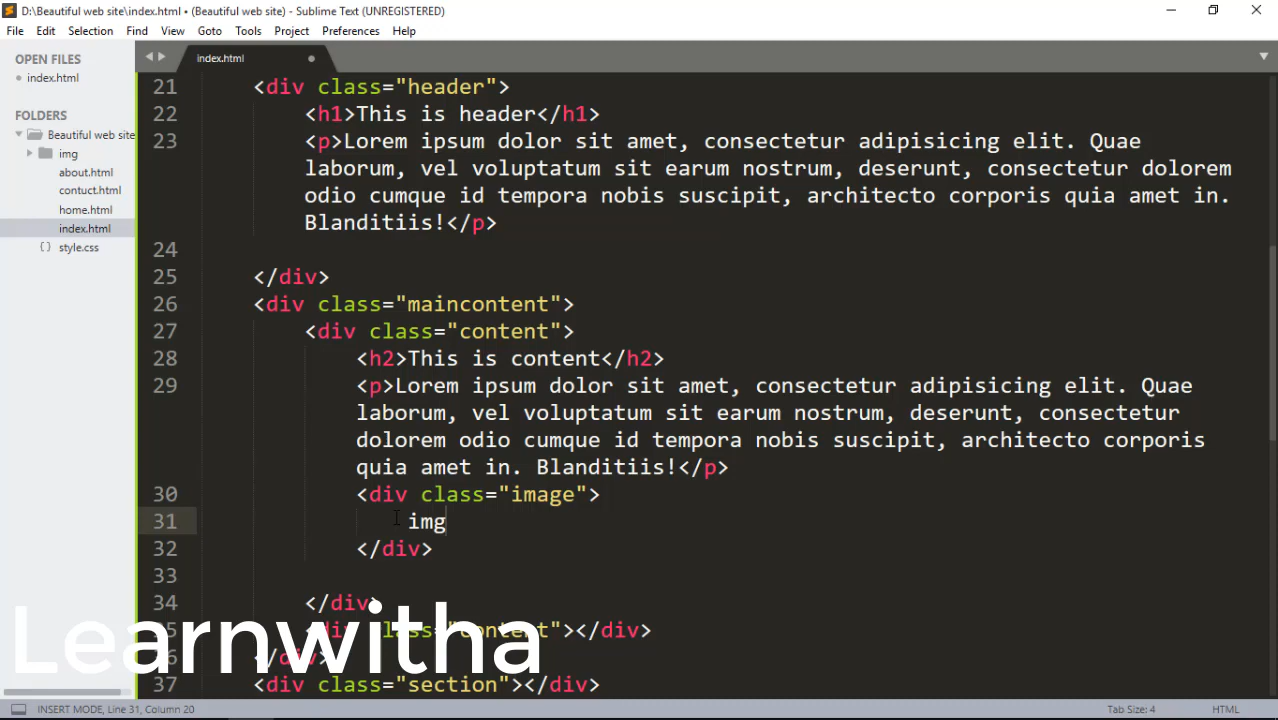 D:\Beautiful web site\index.html • (Beautiful web site) - Sublime Text (UNREGISTERED)
File Edit Selection Find View Goto Tools Project Preferences Help
OPEN FILES
index.html
FOLDERS
Beautiful web site
img
about.html
contuct.html
home.html
index.html
style.css
index.html
21 <div class="header">
22 <h1>This is header</h1>
23 <p>Lorem ipsum dolor sit amet, consectetur adipisicing elit. Quae
laborum, vel voluptatum sit earum nostrum, deserunt, consectetur dolorem
odio cumque id tempora nobis suscipit, architecto corporis quia amet in.
Blanditiis!</p>
24
25 </div>
26 <div class="maincontent">
27 <div class="content">
28 <h2>This is content</h2>
29 <p>Lorem ipsum dolor sit amet, consectetur adipisicing elit. Quae
laborum, vel voluptatum sit earum nostrum, deserunt, consectetur
dolorem odio cumque id tempora nobis suscipit, architecto corporis
quia amet in. Blanditiis!</p>
30 <div class="image">
31 img
32 </div>
33
34 </div>
35 <div class="content"></div>
36 </div>
37 <div class="section"></div>
Learnwitha
INSERT MODE, Line 31, Column 20
Tab Size: 4
HTML